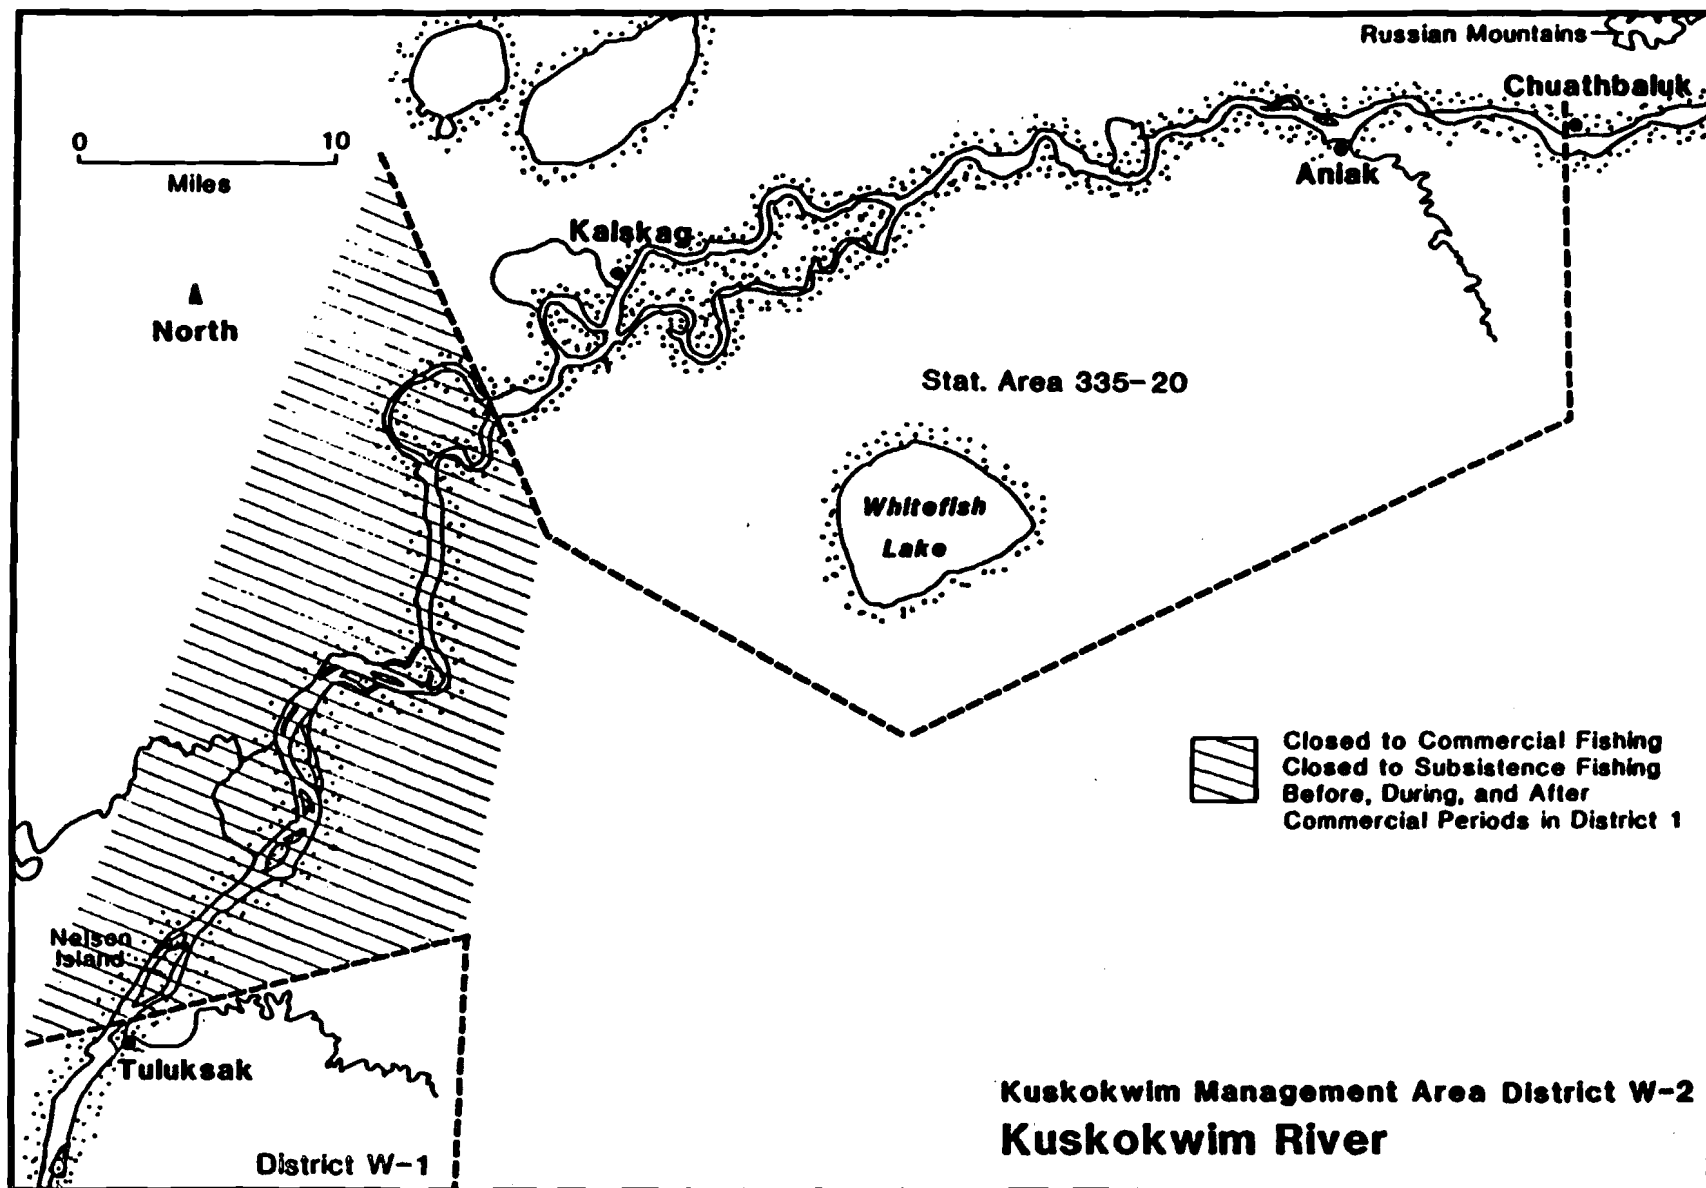 Russian Mountains
Chuathbaluk
0 10
Miles
Aniak
Kalskag
North
Stat. Area 335-20
Whitefish
Lake
Closed to Commercial Fishing
Closed to Subsistence Fishing
Before, During, and After
Commercial Periods in District 1
Nelson
Island
Tuluksak
Kuskokwim Management Area District W-2
Kuskokwim River
District W-1